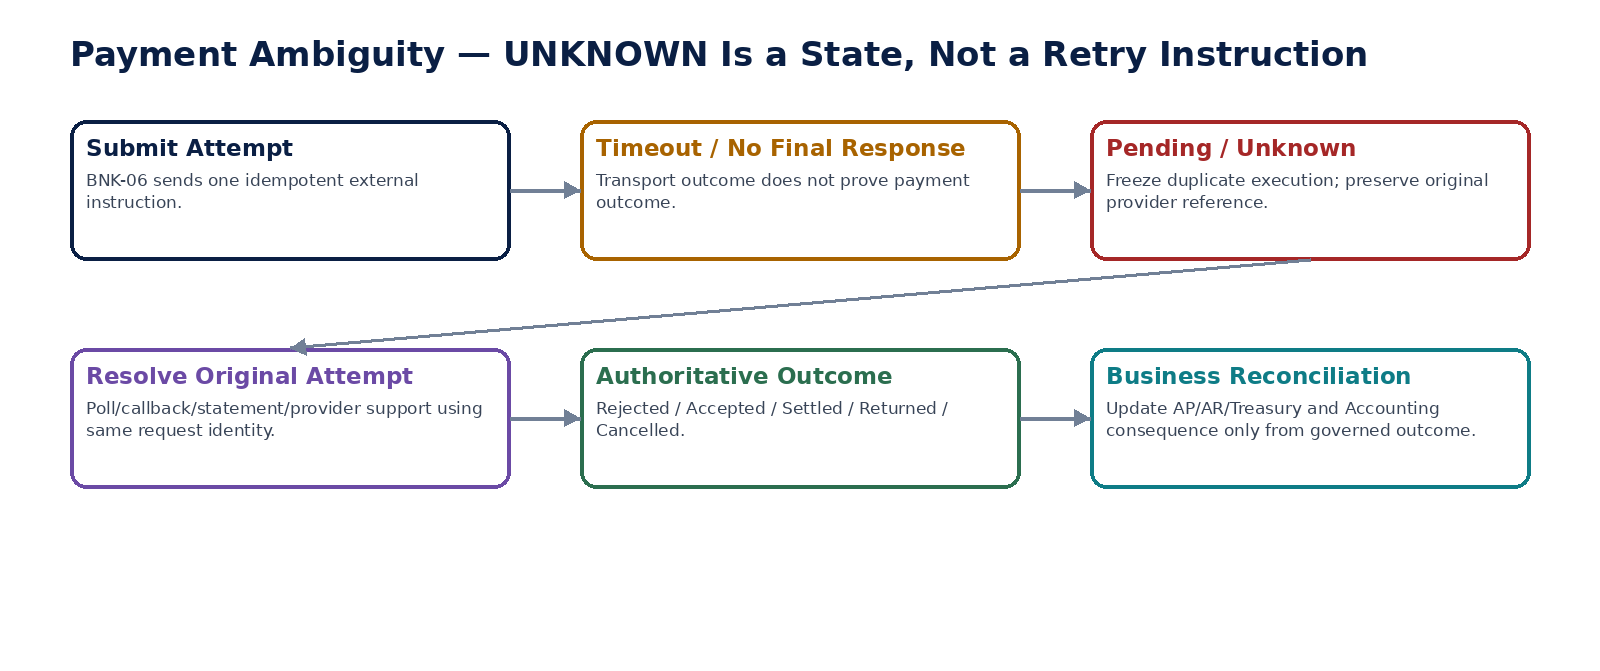 Payment Ambiguity — UNKNOWN Is a State, Not a Retry Instruction
Submit Attempt
BNK-06 sends one idempotent external
instruction.
Timeout / No Final Response
Transport outcome does not prove payment
outcome.
Pending / Unknown
Freeze duplicate execution; preserve original
provider reference.
Resolve Original Attempt
Poll/callback/statement/provider support using
same request identity.
Authoritative Outcome
Rejected / Accepted / Settled / Returned /
Cancelled.
Business Reconciliation
Update AP/AR/Treasury and Accounting
consequence only from governed outcome.